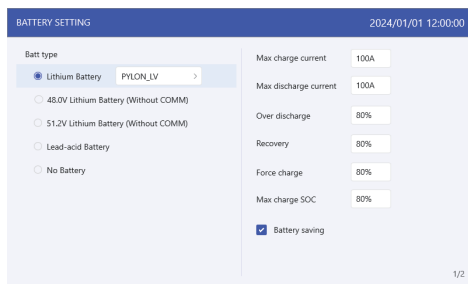 BATTERY SETTING
2024/01/01 12:00:00
Batt type
Lithium Battery PYLON_LV >
48.0V Lithium Battery (Without COMM)
51.2V Lithium Battery (Without COMM)
Lead-acid Battery
No Battery
Max charge current 100A
Max discharge current 100A
Over discharge 80%
Recovery 80%
Force charge 80%
Max charge SOC 80%
Battery saving
1/2